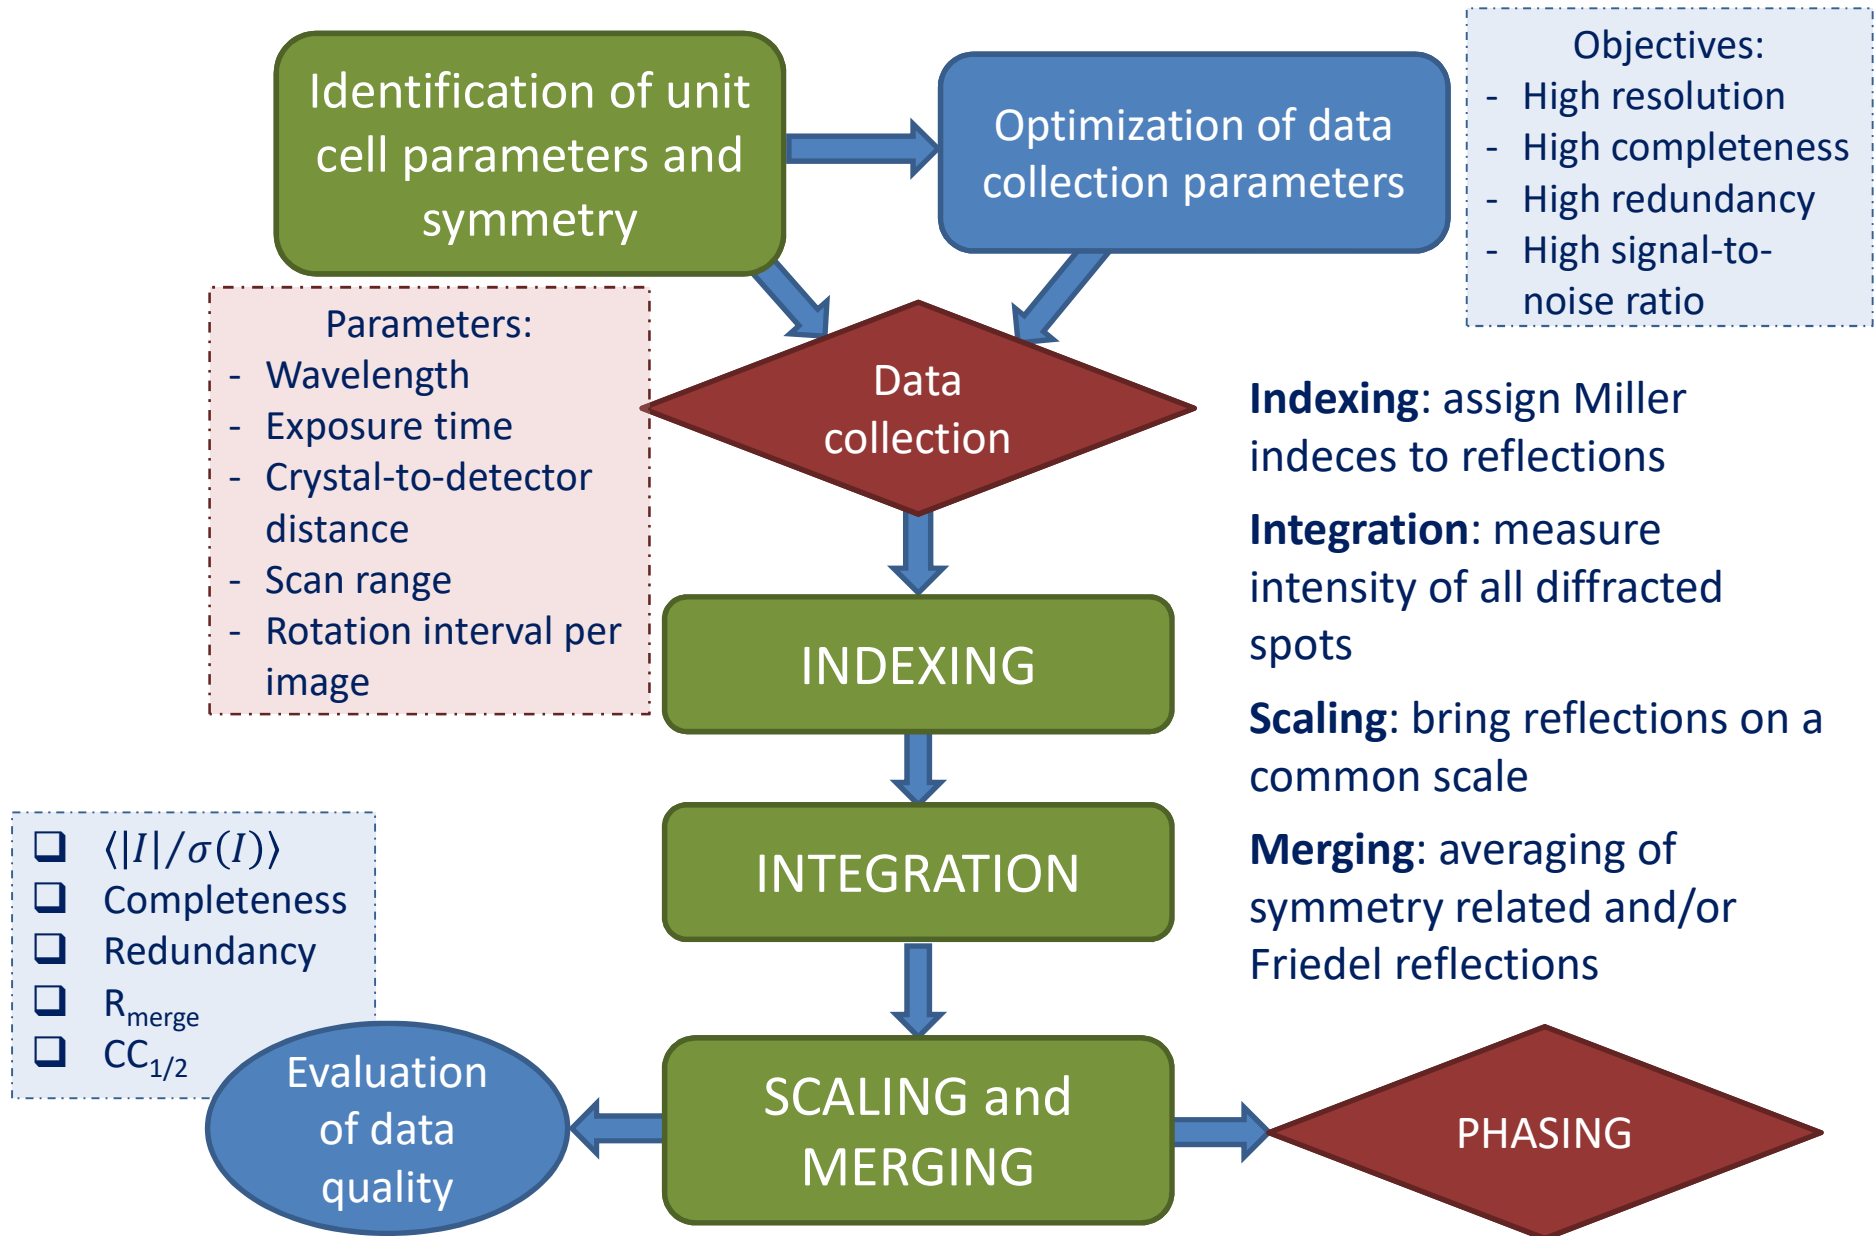 Identification of unit
cell parameters and
symmetry
Optimization of data
collection parameters
Objectives:
- High resolution
- High completeness
- High redundancy
- High signal-to-
noise ratio
Parameters:
- Wavelength
- Exposure time
- Crystal-to-detector
distance
- Scan range
- Rotation interval per
image
Data
collection
Indexing: assign Miller
indeces to reflections
Integration: measure
intensity of all diffracted
spots
Scaling: bring reflections on a
common scale
Merging: averaging of
symmetry related and/or
Friedel reflections
INDEXING
INTEGRATION
❑ ⟨|I|/σ(I)⟩
❑ Completeness
❑ Redundancy
❑ Rmerge
❑ CC1/2
Evaluation
of data
quality
SCALING and
MERGING
PHASING